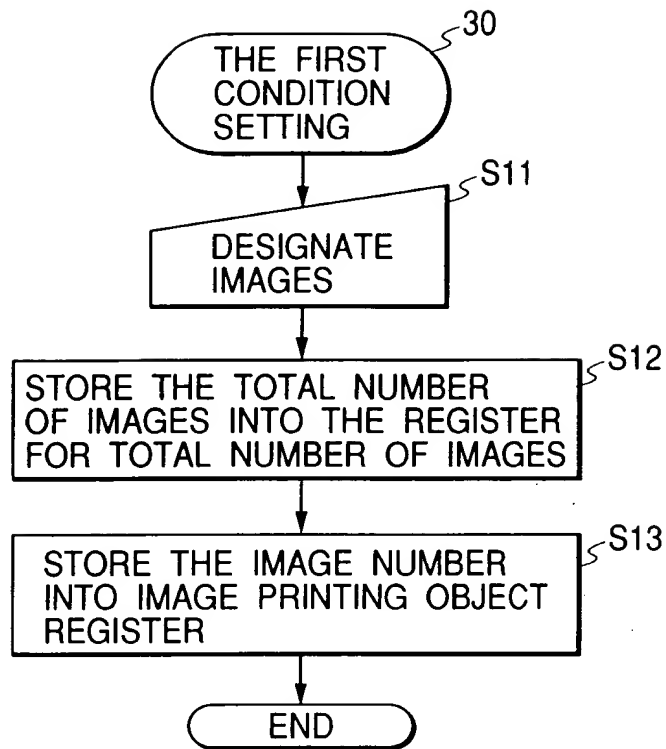 30
THE FIRST
CONDITION
SETTING
S11
DESIGNATE
IMAGES
S12
STORE THE TOTAL NUMBER
OF IMAGES INTO THE REGISTER
FOR TOTAL NUMBER OF IMAGES
S13
STORE THE IMAGE NUMBER
INTO IMAGE PRINTING OBJECT
REGISTER
END